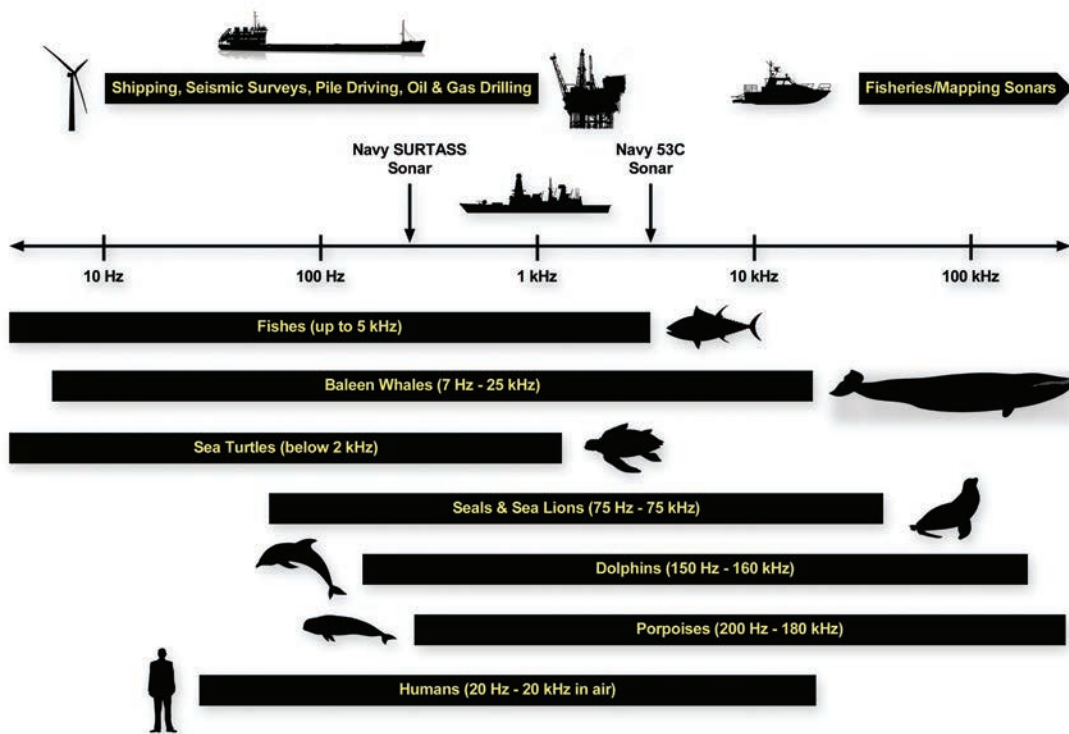 Shipping, Seismic Surveys, Pile Driving, Oil & Gas Drilling
Fisheries/Mapping Sonars
Navy SURTASS
Sonar
Navy 53C
Sonar
10 Hz
100 Hz
1 kHz
10 kHz
100 kHz
Fishes (up to 5 kHz)
Baleen Whales (7 Hz - 25 kHz)
Sea Turtles (below 2 kHz)
Seals & Sea Lions (75 Hz - 75 kHz)
Dolphins (150 Hz - 160 kHz)
Porpoises (200 Hz - 180 kHz)
Humans (20 Hz - 20 kHz in air)